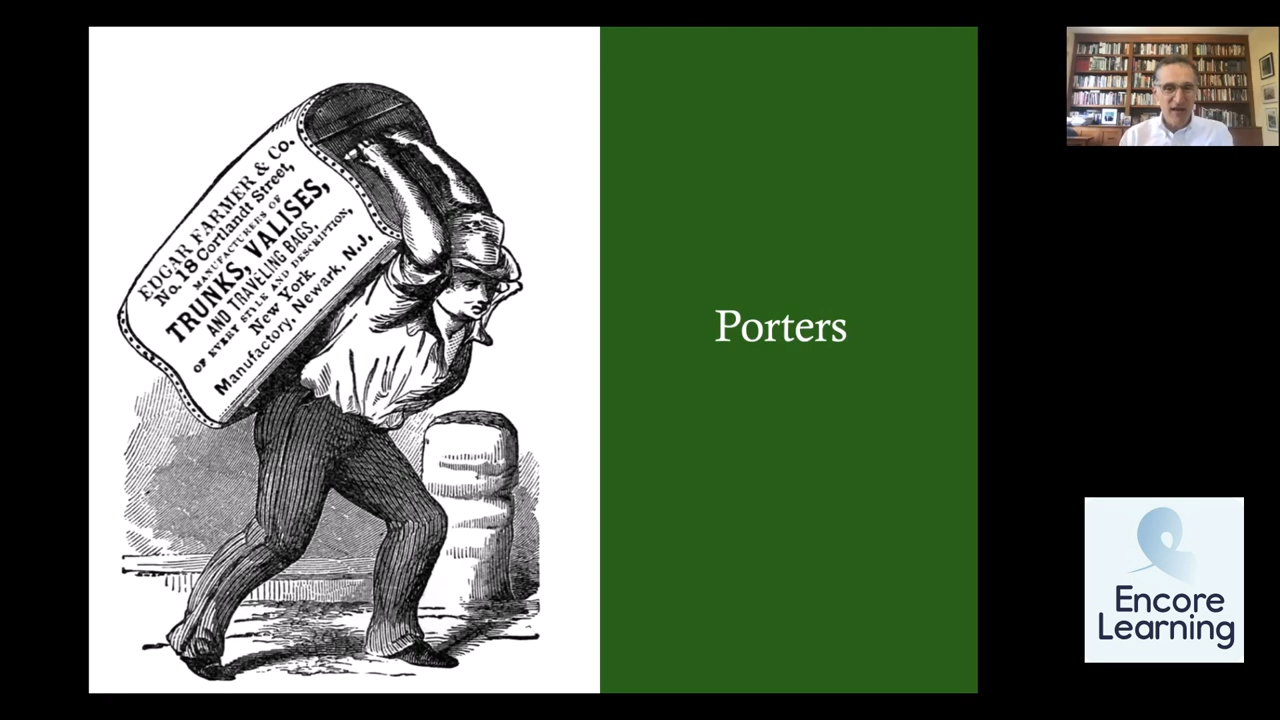 EDGAR FARMER & Co.
No. 18 Cortlandt Street,
MANUFACTURERS OF
TRUNKS, VALISES,
AND TRAVELING BAGS,
OF EVERY STYLE AND DESCRIPTION,
New York.
Manufactory, Newark, N.J.
Porters
Encore
Learning